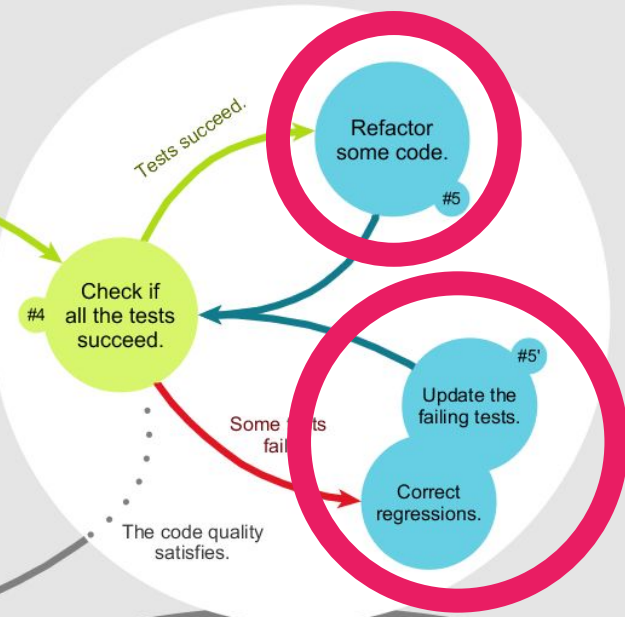 Tests succeed.
Refactor
some code.
#5
Check if
all the tests
succeed.
#4
#5'
Update the
failing tests.
Some
Correct
regressions.
The code quality
satisfies.